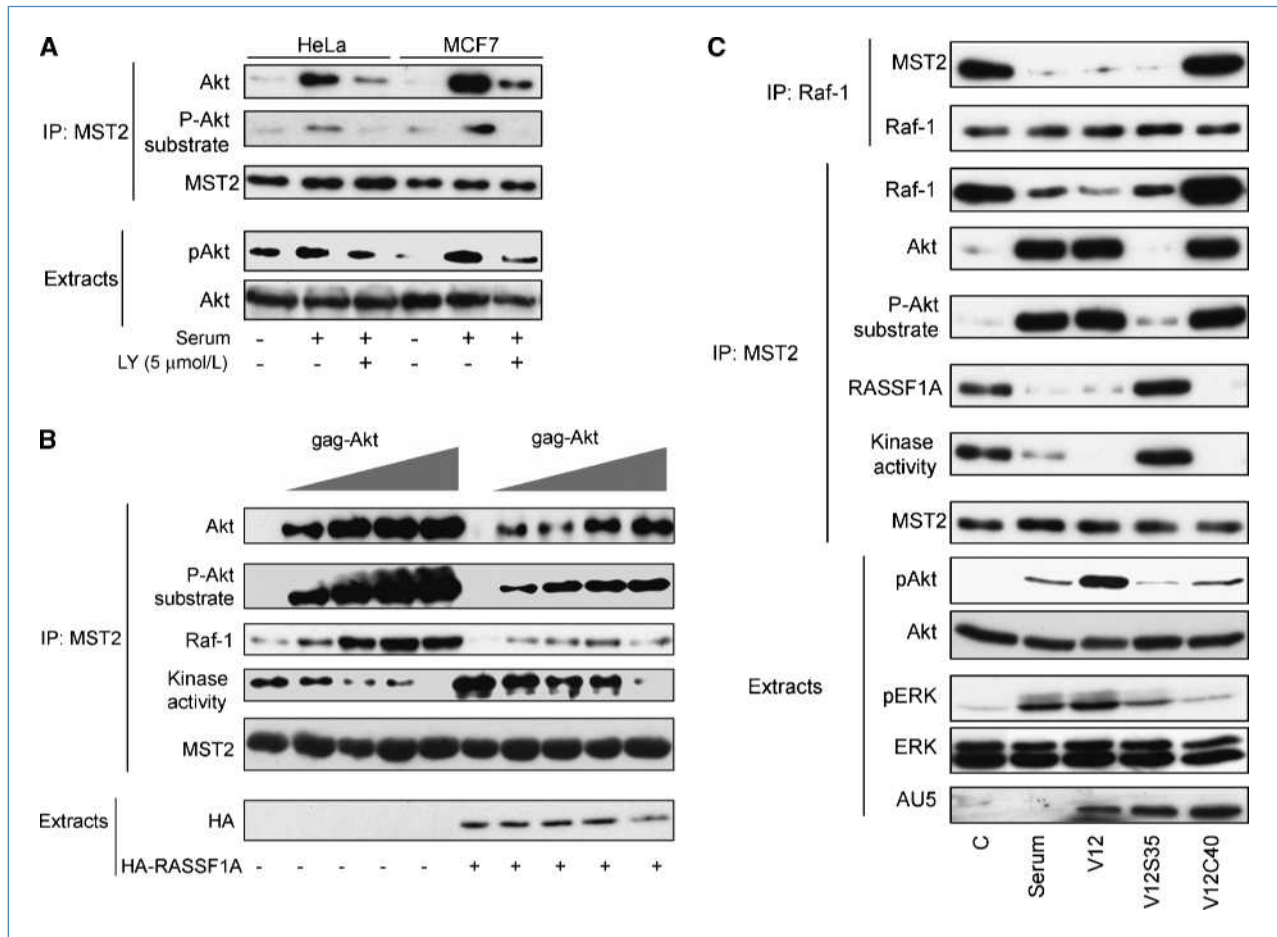 A
HeLa MCF7
IP: MST2
Akt
P-Akt
substrate
MST2
Extracts
pAkt
Akt
Serum - + + - + +
LY (5 μmol/L) - - + - - +
B
gag-Akt gag-Akt
IP: MST2
Akt
P-Akt
substrate
Raf-1
Kinase
activity
MST2
Extracts
HA
HA-RASSF1A - - - - - + + + + +
C
IP: Raf-1
MST2
Raf-1
IP: MST2
Raf-1
Akt
P-Akt
substrate
RASSF1A
Kinase
activity
MST2
Extracts
pAkt
Akt
pERK
ERK
AU5
C
Serum
V12
V12S35
V12C40